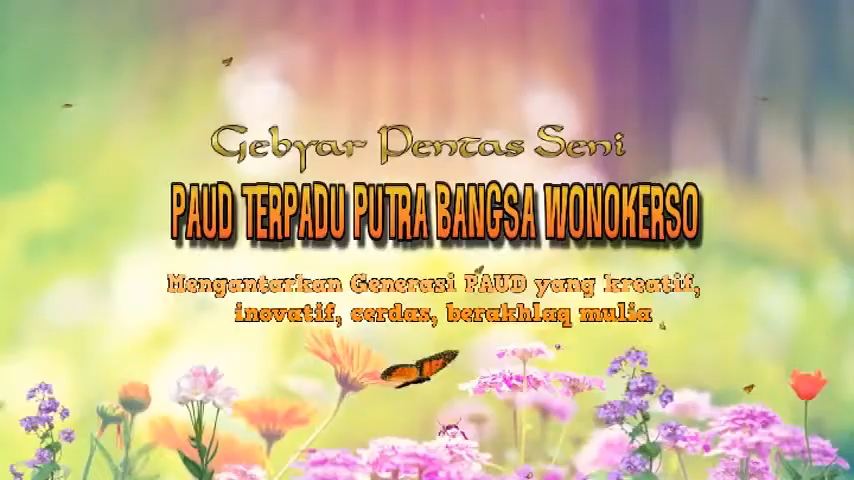 Gebyar Pentas Seni
PAUD TERPADU PUTRA BANGSA WONOKERSO
Mengantarkan Generasi PAUD yang kreatif,
inovatif, cerdas, berakhlaq mulia